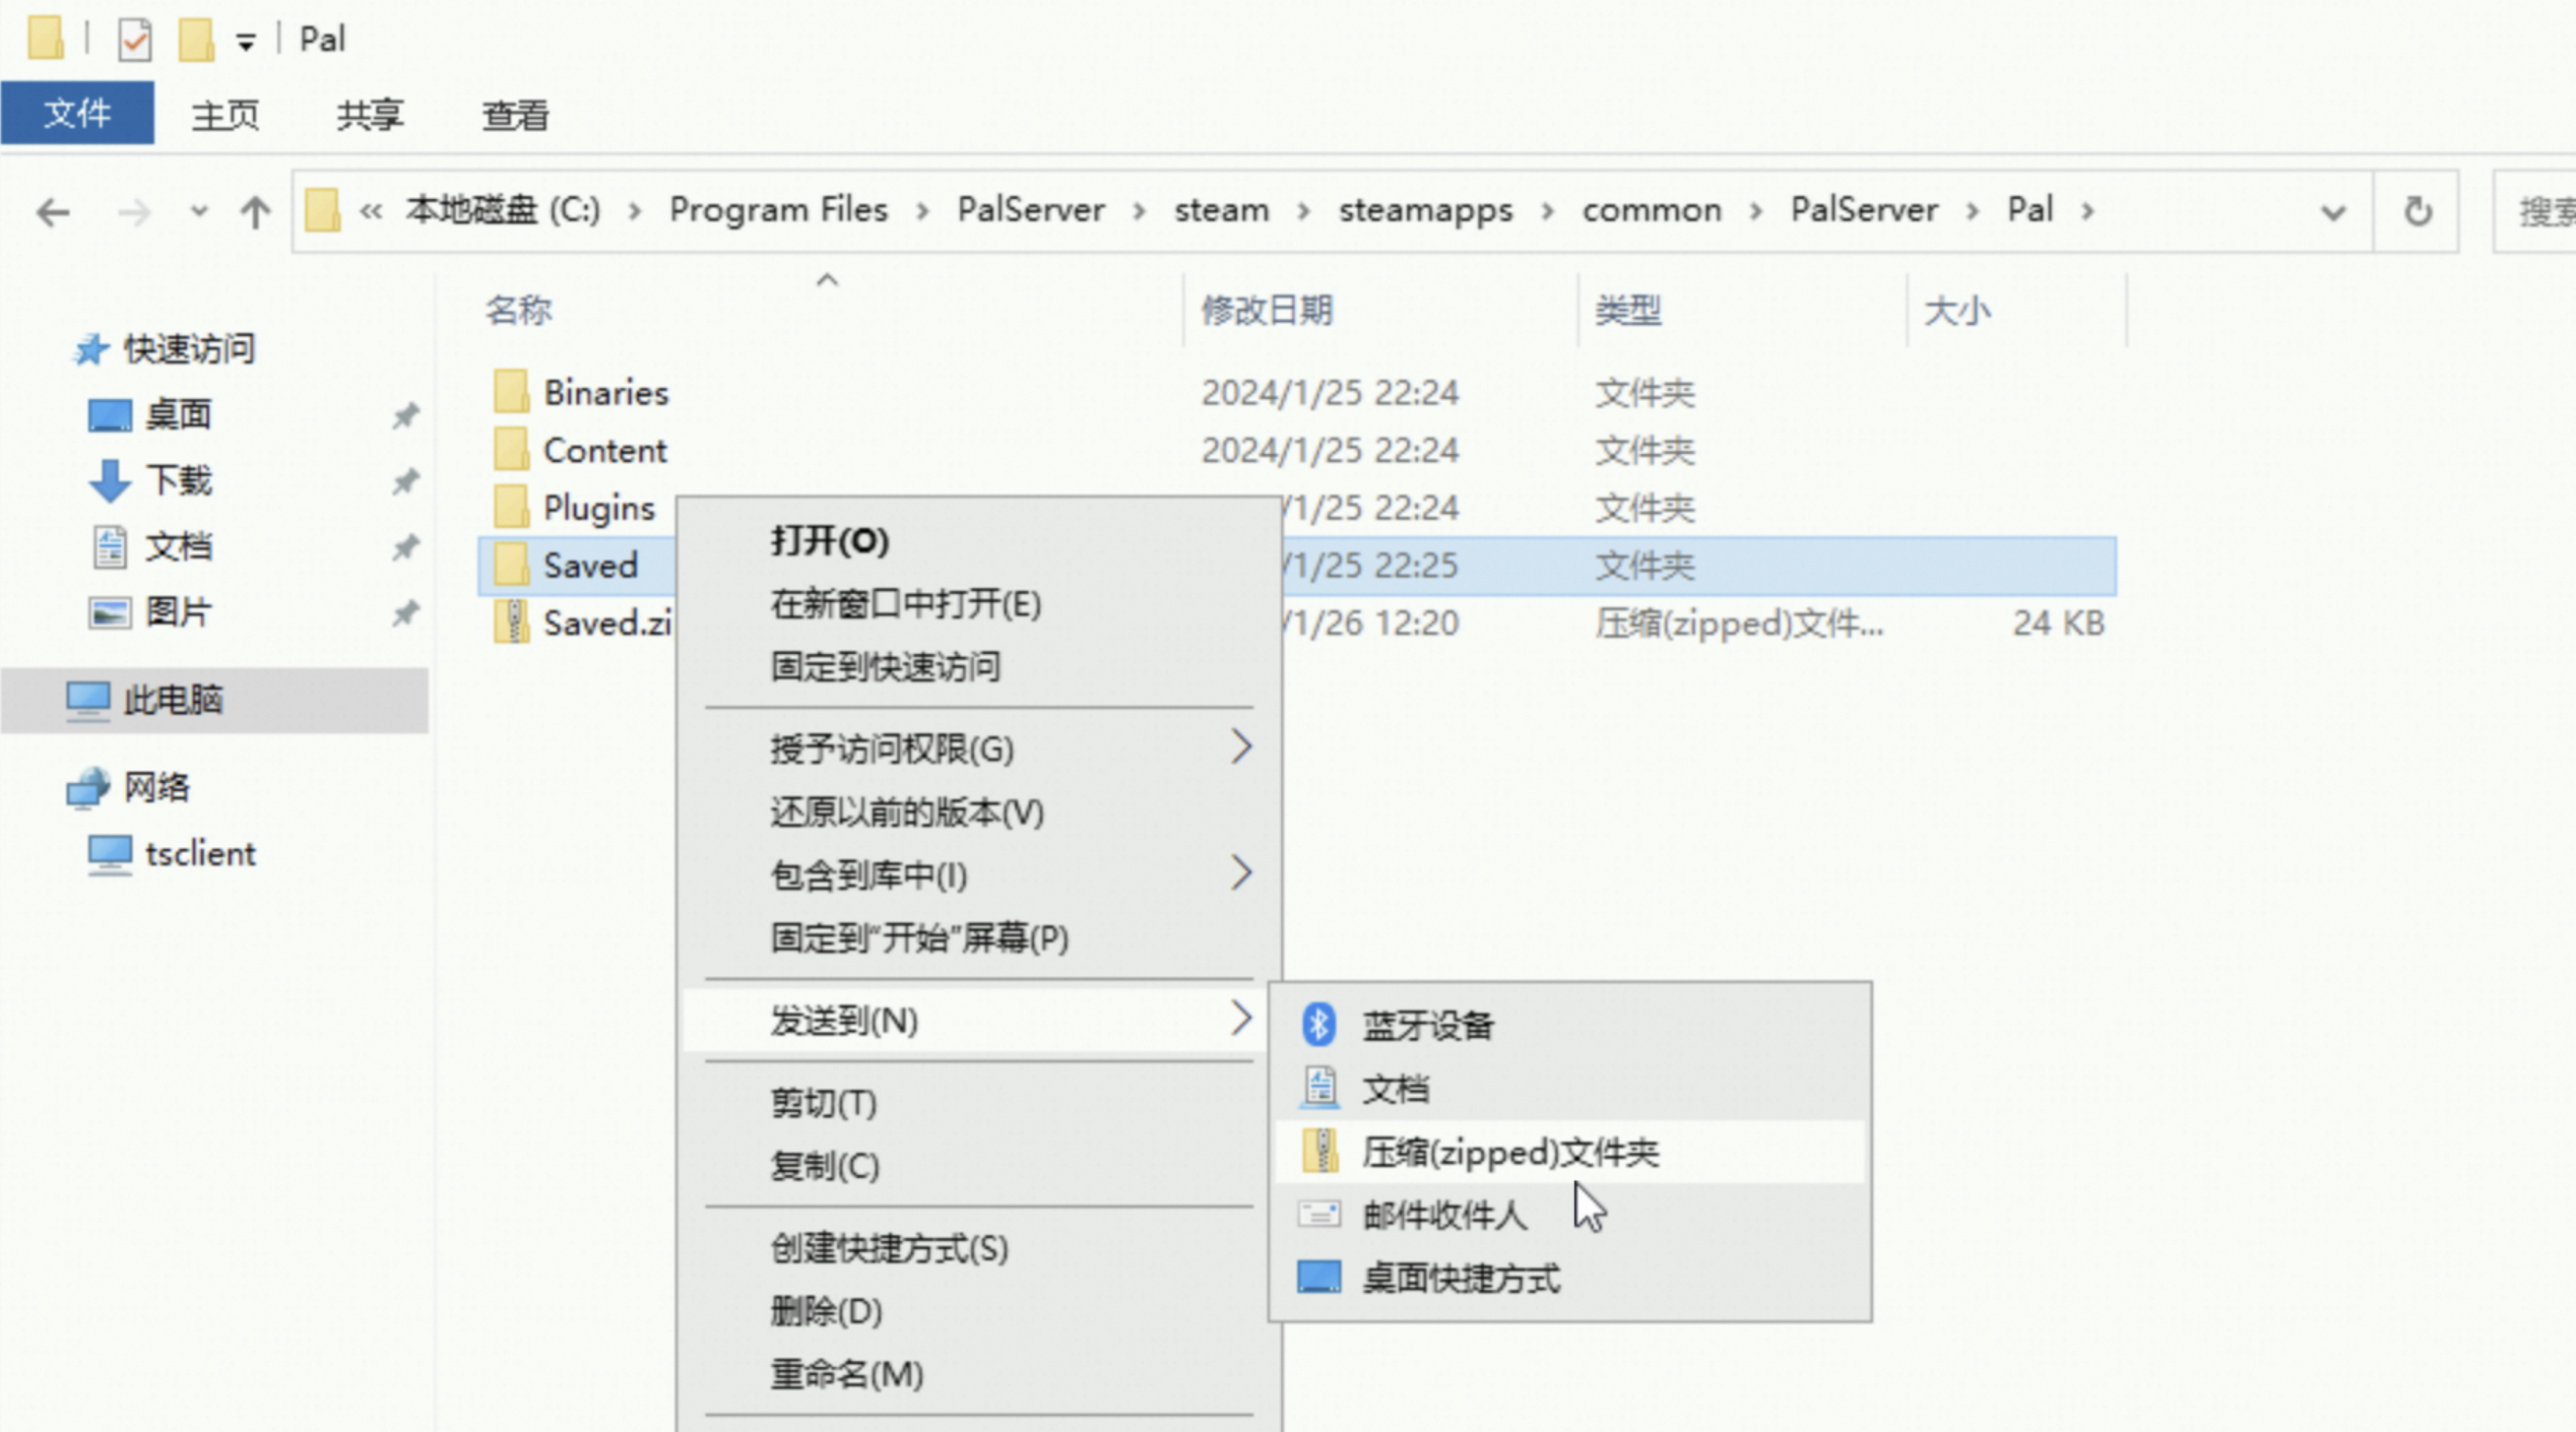 Pal
文件 主页 共享 查看
« 本地磁盘 (C:) › Program Files › PalServer › steam › steamapps › common › PalServer › Pal ›
名称 修改日期 类型 大小
快速访问
桌面
下载
文档
图片
此电脑
网络
tsclient
Binaries 2024/1/25 22:24 文件夹
Content 2024/1/25 22:24 文件夹
Plugins /1/25 22:24 文件夹
Saved /1/25 22:25 文件夹
Saved.zi /1/26 12:20 压缩(zipped)文件... 24 KB
打开(O)
在新窗口中打开(E)
固定到快速访问
授予访问权限(G)
还原以前的版本(V)
包含到库中(I)
固定到“开始”屏幕(P)
发送到(N)
剪切(T)
复制(C)
创建快捷方式(S)
删除(D)
重命名(M)
蓝牙设备
文档
压缩(zipped)文件夹
邮件收件人
桌面快捷方式